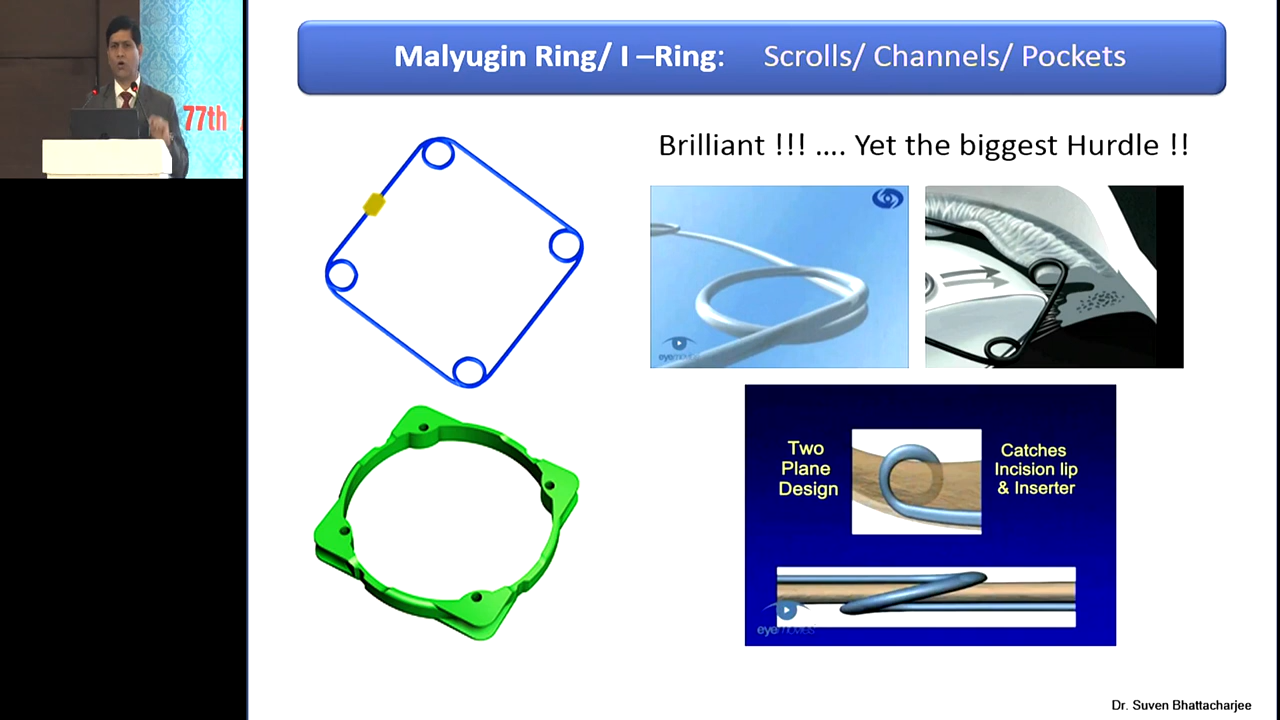 Malyugin Ring/ I –Ring: Scrolls/ Channels/ Pockets
77th
Brilliant !!! .... Yet the biggest Hurdle !!
eyemovies
Two
Plane
Design
Catches
Incision lip
& Inserter
eyemovies
Dr. Suven Bhattacharjee